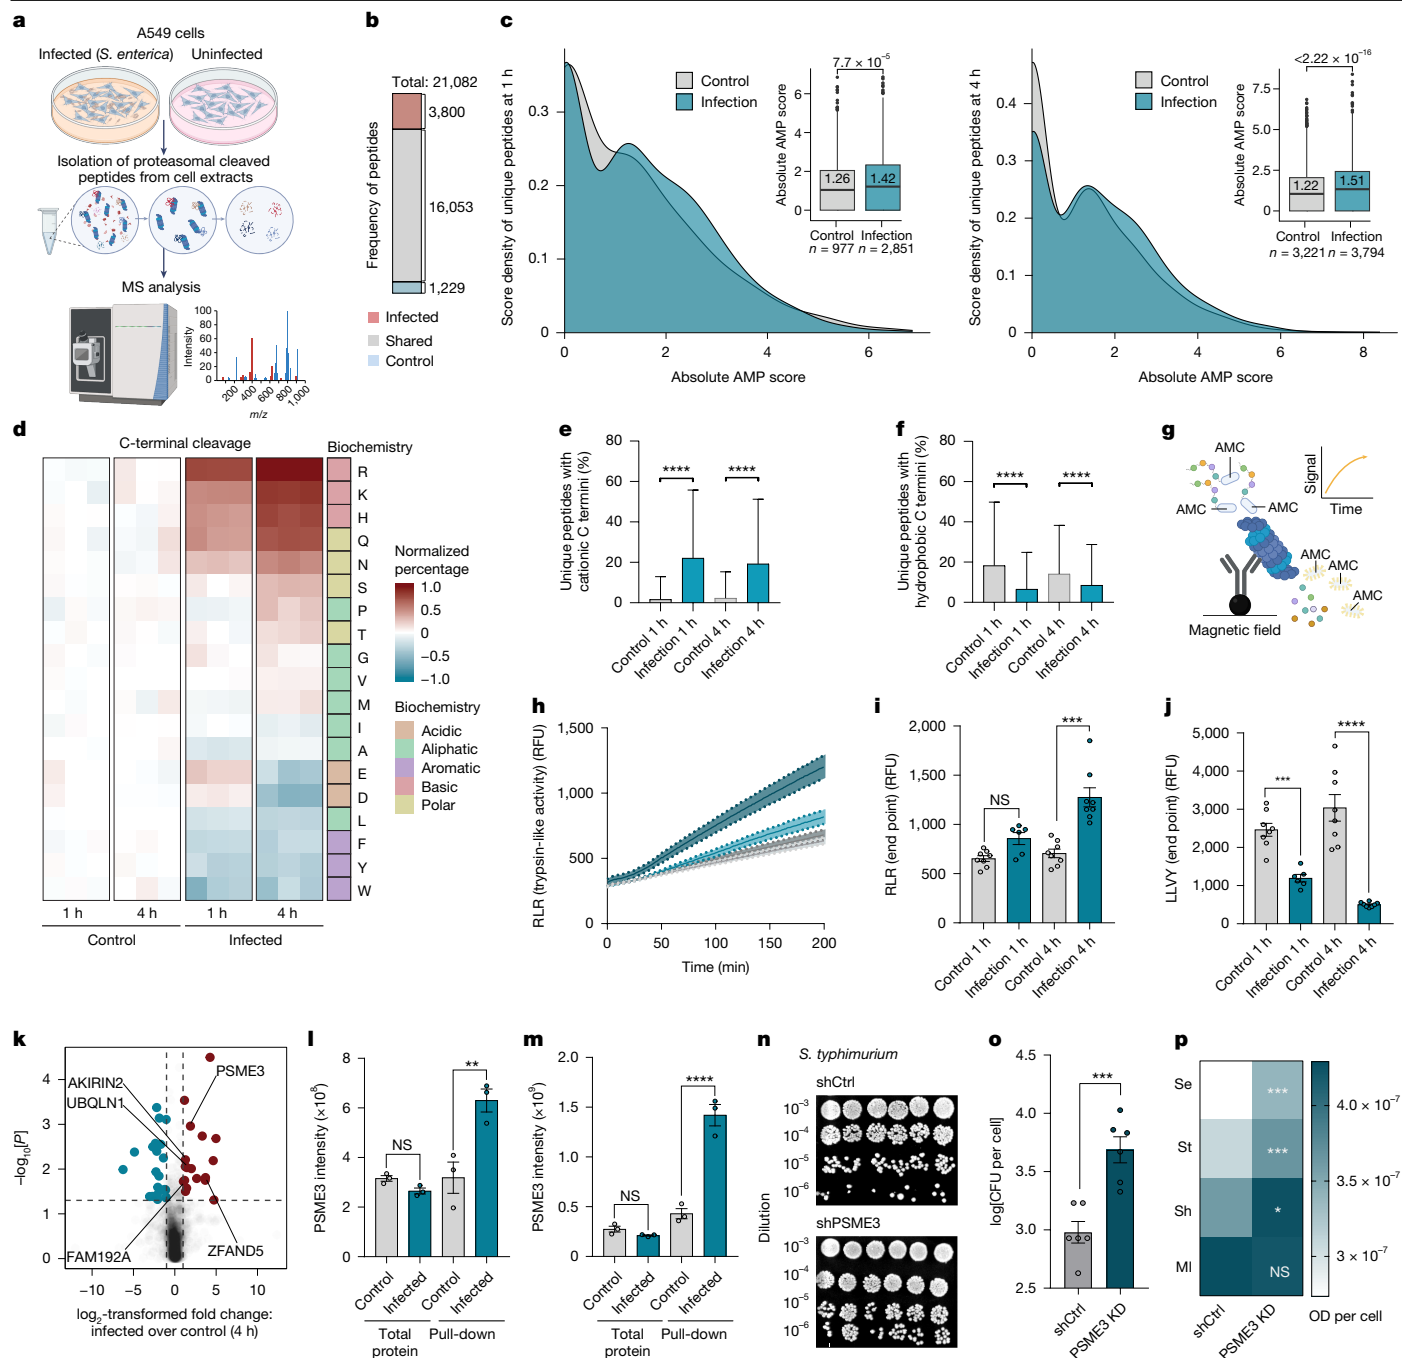 a
A549 cells
Infected (S. enterica)
Uninfected
Isolation of proteasomal cleaved
peptides from cell extracts
MS analysis
Intensity
100
80
60
40
20
0
200
400
600
800
1,000
m/z
b
Total: 21,082
3,800
16,053
1,229
Frequency of peptides
Infected
Shared
Control
c
Score density of unique peptides at 1 h
0.3
0.2
0.1
0
0
2
4
6
Absolute AMP score
Control
Infection
Absolute AMP score
7.7 × 10⁻⁵
8
6
4
2
0
1.26
1.42
Control
Infection
n = 977
n = 2,851
Score density of unique peptides at 4 h
0.4
0.3
0.2
0.1
0
0
2
4
6
8
Absolute AMP score
Control
Infection
Absolute AMP score
<2.22 × 10⁻¹⁶
7.5
5.0
2.5
0
1.22
1.51
Control
Infection
n = 3,221
n = 3,794
d
C-terminal cleavage
Biochemistry
R
K
H
Q
N
S
P
T
G
V
M
I
A
E
D
L
F
Y
W
1 h
4 h
1 h
4 h
Control
Infected
Normalized
percentage
1.0
0.5
0
−0.5
−1.0
Biochemistry
Acidic
Aliphatic
Aromatic
Basic
Polar
e
Unique peptides with
cationic C termini (%)
80
60
40
20
0
****
****
Control 1 h
Infection 1 h
Control 4 h
Infection 4 h
f
Unique peptides with
hydrophobic C termini (%)
80
60
40
20
0
****
****
Control 1 h
Infection 1 h
Control 4 h
Infection 4 h
g
AMC
AMC
AMC
Signal
Time
AMC
AMC
AMC
Magnetic field
h
RLR (trypsin-like activity) (RFU)
1,500
1,000
500
0
0
50
100
150
200
Time (min)
i
RLR (end point) (RFU)
2,000
1,500
1,000
500
0
NS
***
Control 1 h
Infection 1 h
Control 4 h
Infection 4 h
j
LLVY (end point) (RFU)
5,000
4,000
3,000
2,000
1,000
0
***
****
Control 1 h
Infection 1 h
Control 4 h
Infection 4 h
k
−log₁₀[P]
4
3
2
1
0
AKIRIN2
UBQLN1
PSME3
FAM192A
ZFAND5
−10
−5
0
5
10
log₂-transformed fold change:
infected over control (4 h)
l
PSME3 intensity (×10⁸)
8
6
4
2
0
NS
**
Control
Infected
Control
Infected
Total
protein
Pull-down
m
PSME3 intensity (×10⁹)
2.0
1.5
1.0
0.5
0
NS
****
Control
Infected
Control
Infected
Total
protein
Pull-down
n
S. typhimurium
shCtrl
10⁻³
10⁻⁴
10⁻⁵
10⁻⁶
Dilution
shPSME3
10⁻³
10⁻⁴
10⁻⁵
10⁻⁶
o
log[CFU per cell]
4.5
4.0
3.5
3.0
2.5
***
shCtrl
PSME3 KD
p
Se
St
Sh
MI
***
***
*
NS
shCtrl
PSME3 KD
4.0 × 10⁻⁷
3.5 × 10⁻⁷
3 × 10⁻⁷
OD per cell